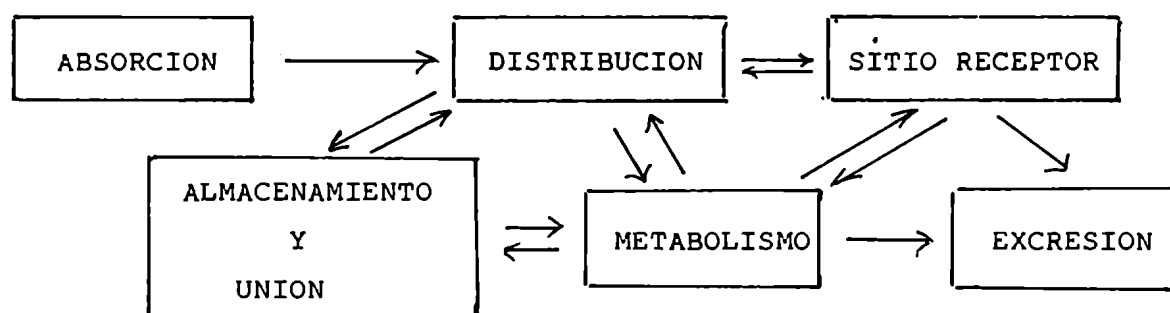 ABSORCION
DISTRIBUCION
SITIO RECEPTOR
ALMACENAMIENTO
Y
UNION
METABOLISMO
EXCRESION